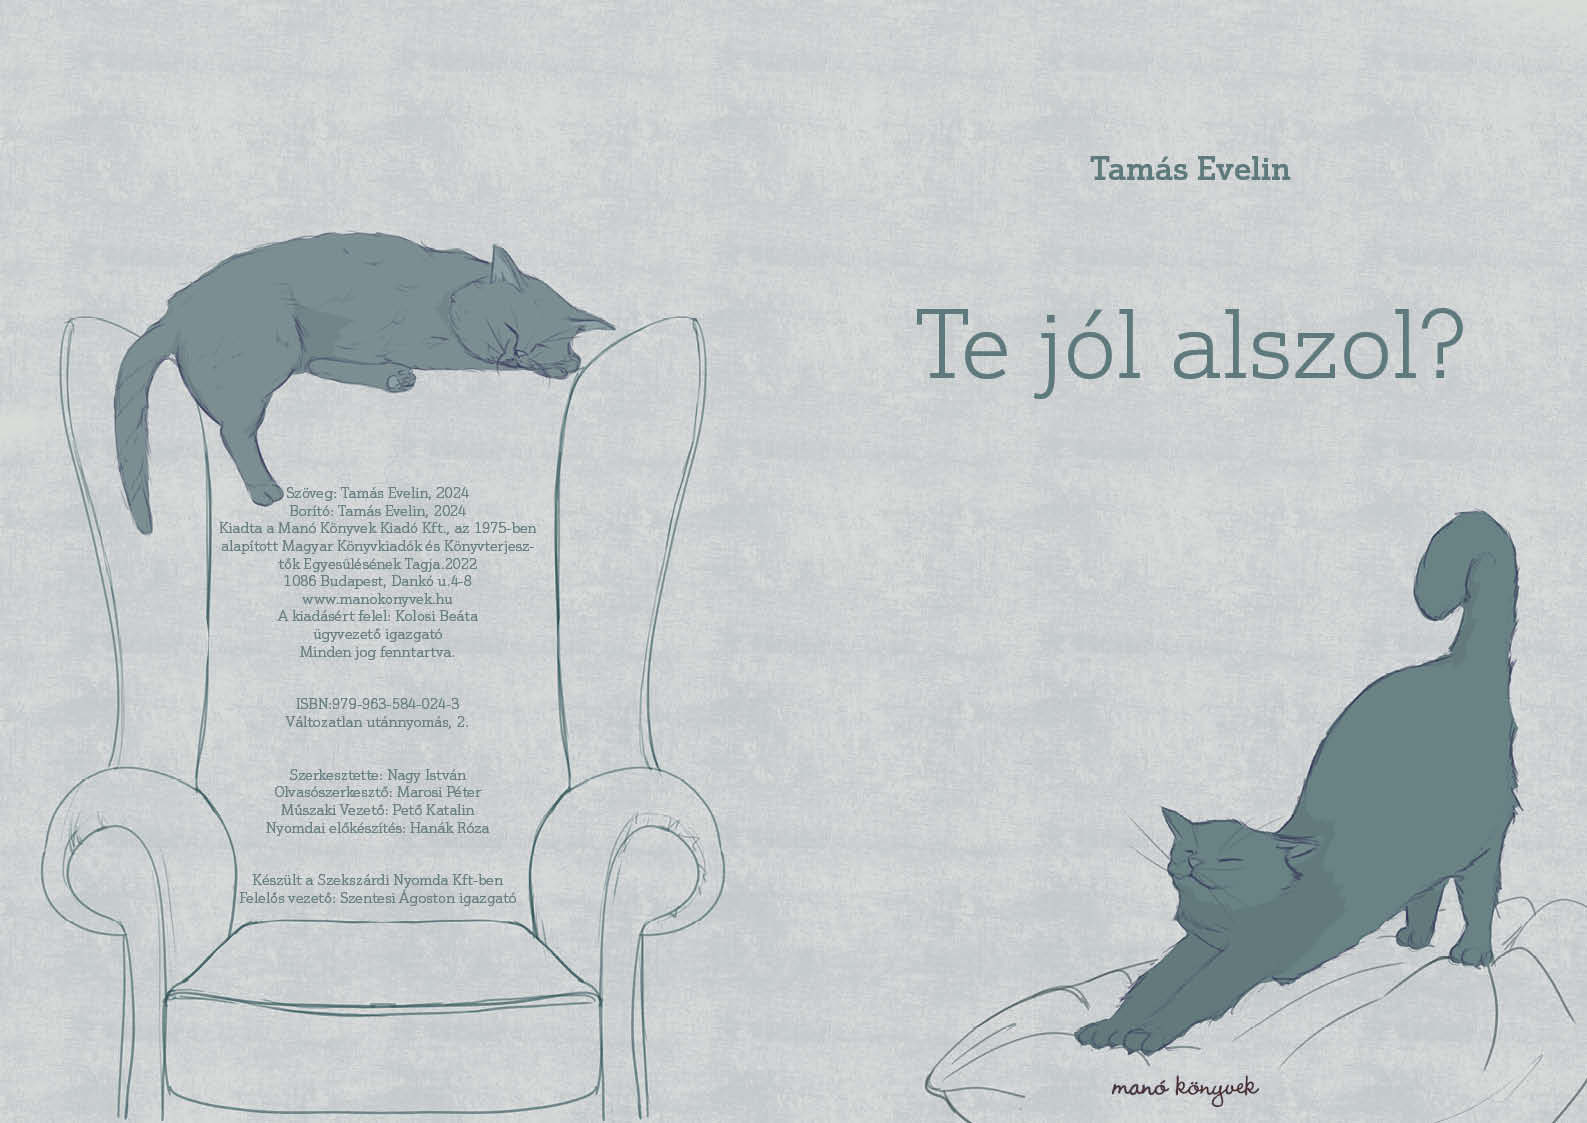 Szöveg: Tamás Evelin, 2024
Borító: Tamás Evelin, 2024
Kiadta a Manó Könyvek Kiadó Kft., az 1975-ben
alapított Magyar Könyvkiadók és Könyvterjesz-
tők Egyesülésének Tagja.2022
1086 Budapest, Dankó u.4-8
www.manokonyvek.hu
A kiadásért felel: Kolosi Beáta
ügyvezető igazgató
Minden jog fenntartva.
ISBN:979-963-584-024-3
Változatlan utánnyomás, 2.
Szerkesztette: Nagy István
Olvasószerkesztő: Marosi Péter
Műszaki Vezető: Pető Katalin
Nyomdai előkészítés: Hanák Róza
Készült a Szekszárdi Nyomda Kft-ben
Felelős vezető: Szentesi Ágoston igazgató
Tamás Evelin
Te jól alszol?
manó könyvek